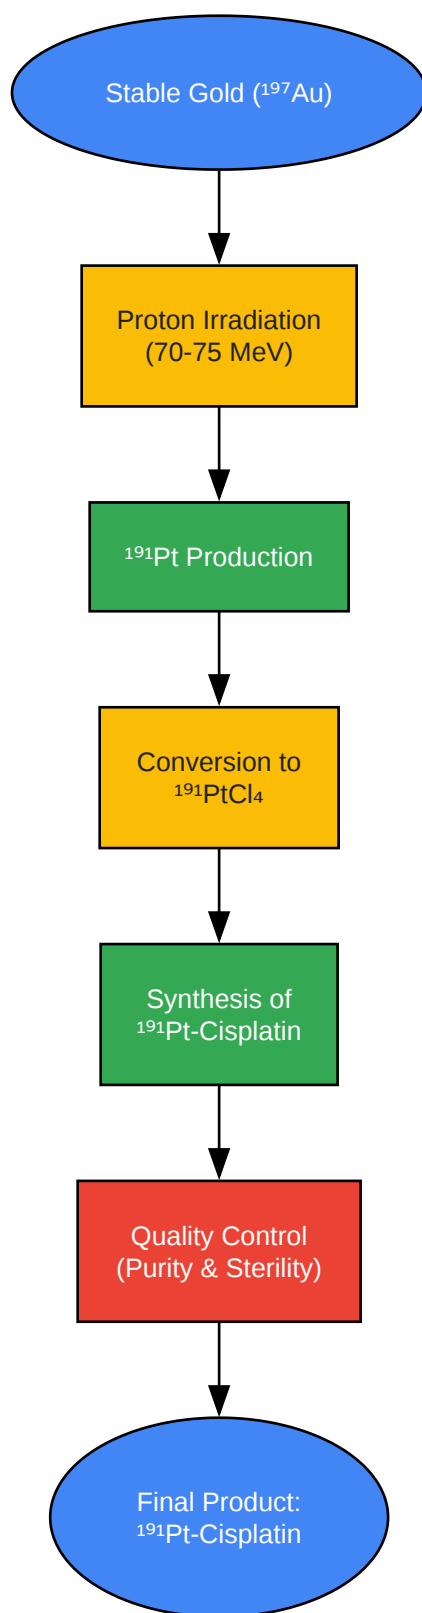 Stable Gold (¹⁹⁷Au)
Proton Irradiation
(70-75 MeV)
¹⁹¹Pt Production
Conversion to
¹⁹¹PtCl₄
Synthesis of
¹⁹¹Pt-Cisplatin
Quality Control
(Purity & Sterility)
Final Product:
¹⁹¹Pt-Cisplatin